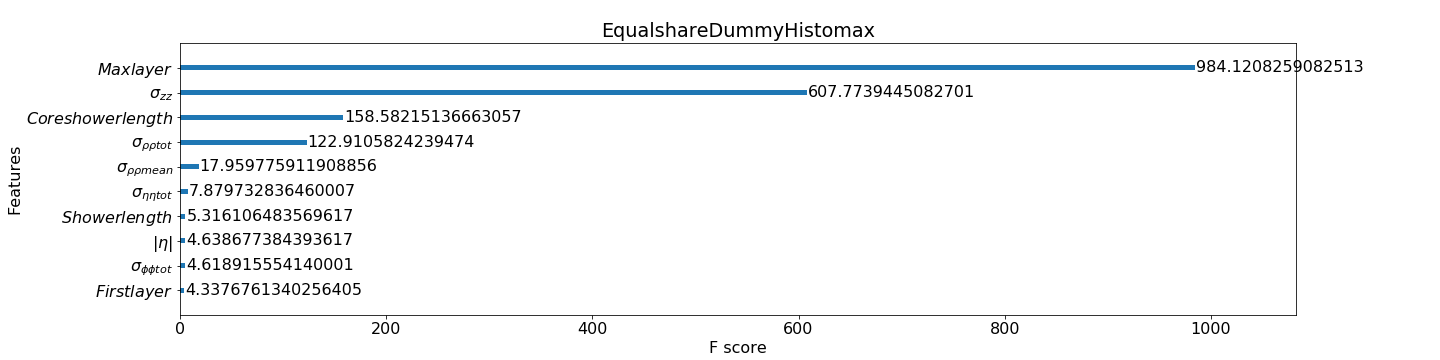 EqualshareDummyHistomax
Features
Maxlayer 984.1208259082513
σzz 607.7739445082701
Coreshowerlength 158.58215136663057
σρρtot 122.9105824239474
σρρmean 17.959775911908856
σηηtot 7.879732836460007
Showerlength 5.316106483569617
|η| 4.638677384393617
σϕϕtot 4.618915554140001
Firstlayer 4.3376761340256405
0 200 400 600 800 1000
F score